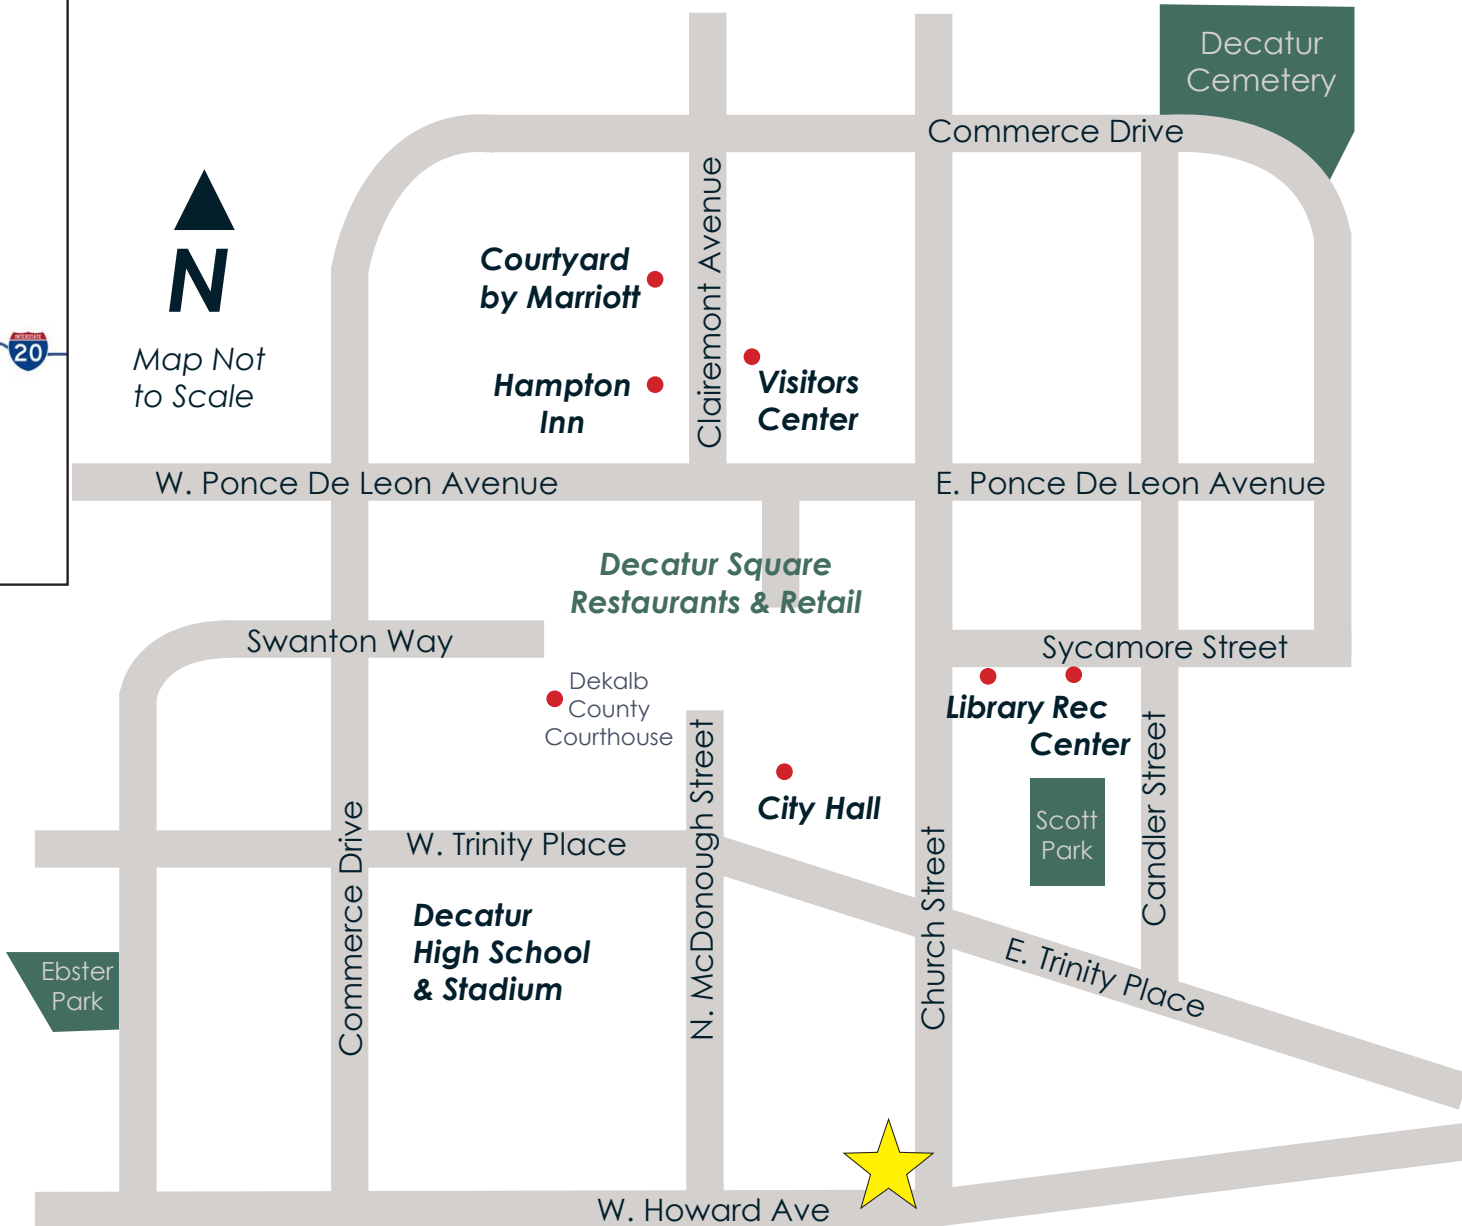 Decatur
Cemetery
Commerce Drive
Clairemont Avenue
Courtyard
by Marriott
N
INTERSTATE
20
Map Not
to Scale
Hampton
Inn
Visitors
Center
W. Ponce De Leon Avenue
E. Ponce De Leon Avenue
Decatur Square
Restaurants & Retail
Swanton Way
Sycamore Street
Dekalb
County
Courthouse
Library
Rec
Center
N. McDonough Street
City Hall
Candler Street
Scott
Park
Commerce Drive
W. Trinity Place
Church Street
Decatur
High School
& Stadium
E. Trinity Place
Ebster
Park
W. Howard Ave